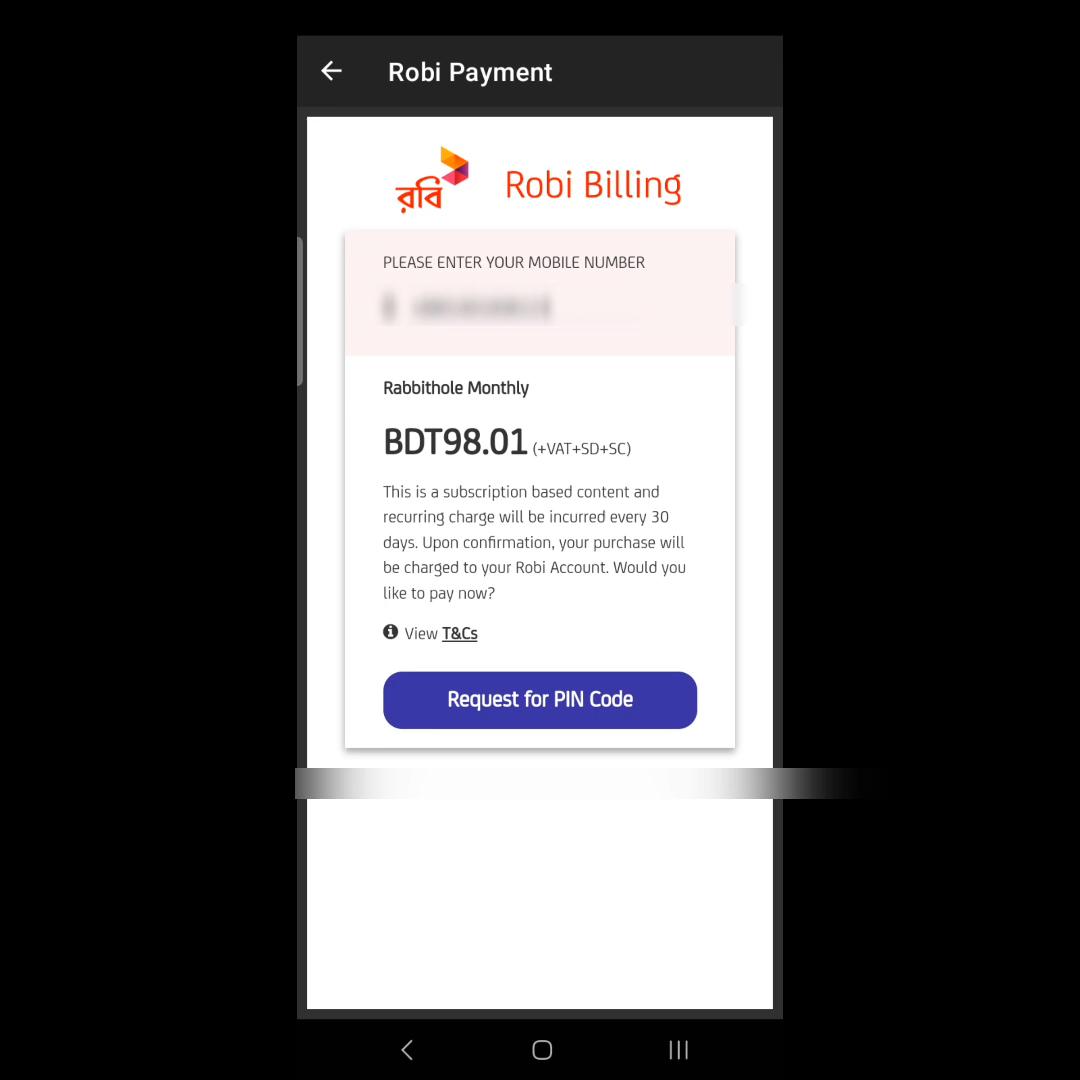 Robi Payment
রবি
Robi Billing
PLEASE ENTER YOUR MOBILE NUMBER
Rabbithole Monthly
BDT98.01 (+VAT+SD+SC)
This is a subscription based content and
recurring charge will be incurred every 30
days. Upon confirmation, your purchase will
be charged to your Robi Account. Would you
like to pay now?
View T&Cs
Request for PIN Code